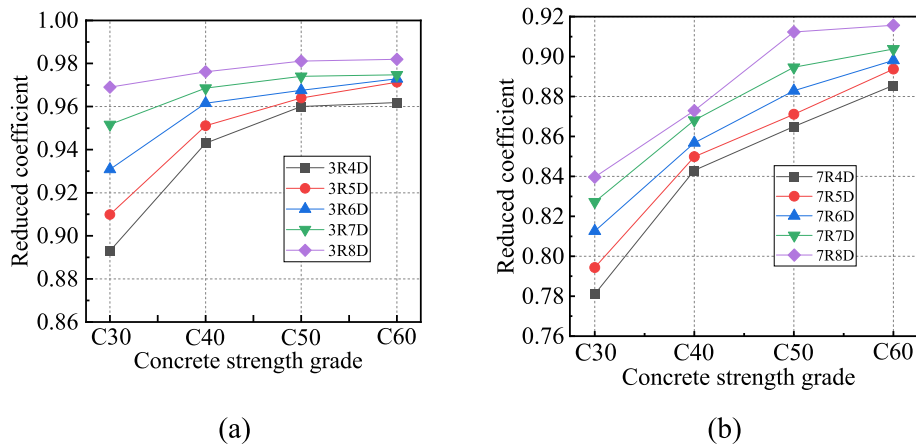 1.00
0.98
0.96
0.94
0.92
0.90
0.88
0.86
Reduced coefficient
3R4D
3R5D
3R6D
3R7D
3R8D
C30 C40 C50 C60
Concrete strength grade
(a)
0.92
0.90
0.88
0.86
0.84
0.82
0.80
0.78
0.76
Reduced coefficient
7R4D
7R5D
7R6D
7R7D
7R8D
C30 C40 C50 C60
Concrete strength grade
(b)